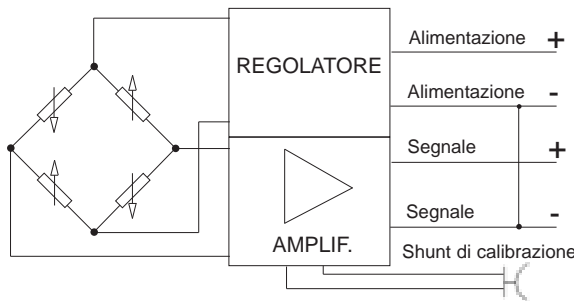 Alimentazione +
REGOLATORE
Alimentazione -
Segnale +
Segnale -
AMPLIF.
Shunt di calibrazione